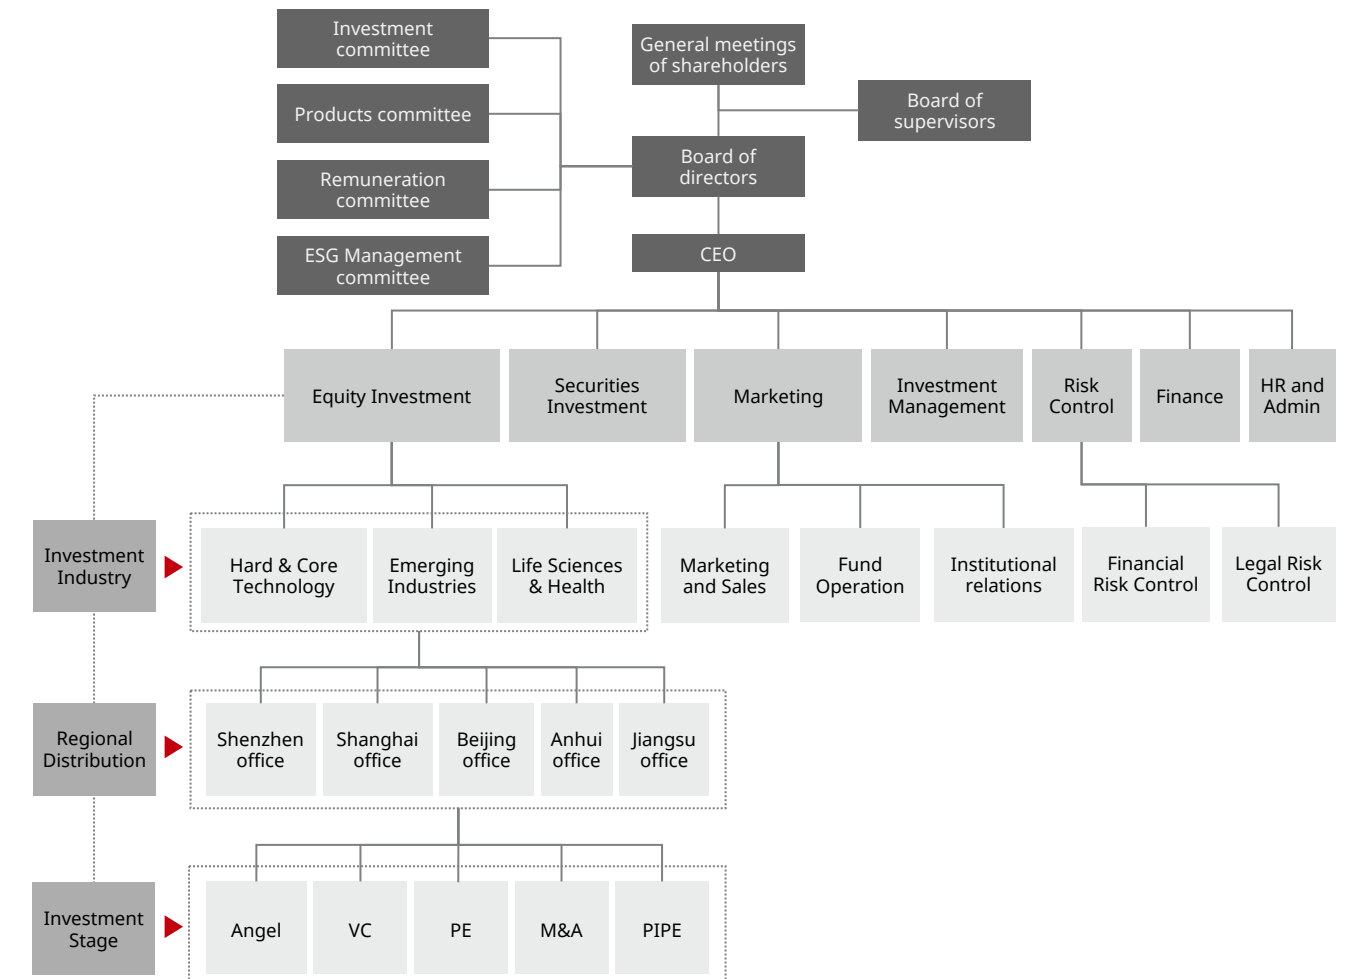 Investment
committee
General meetings
of shareholders
Products committee
Board of
supervisors
Board of
directors
Remuneration
committee
ESG Management
committee
CEO
Equity Investment
Securities
Investment
Marketing
Investment
Management
Risk
Control
Finance
HR and
Admin
Investment
Industry
Hard & Core
Technology
Emerging
Industries
Life Sciences
& Health
Marketing
and Sales
Fund
Operation
Institutional
relations
Financial
Risk Control
Legal Risk
Control
Regional
Distribution
Shenzhen
office
Shanghai
office
Beijing
office
Anhui
office
Jiangsu
office
Investment
Stage
Angel
VC
PE
M&A
PIPE